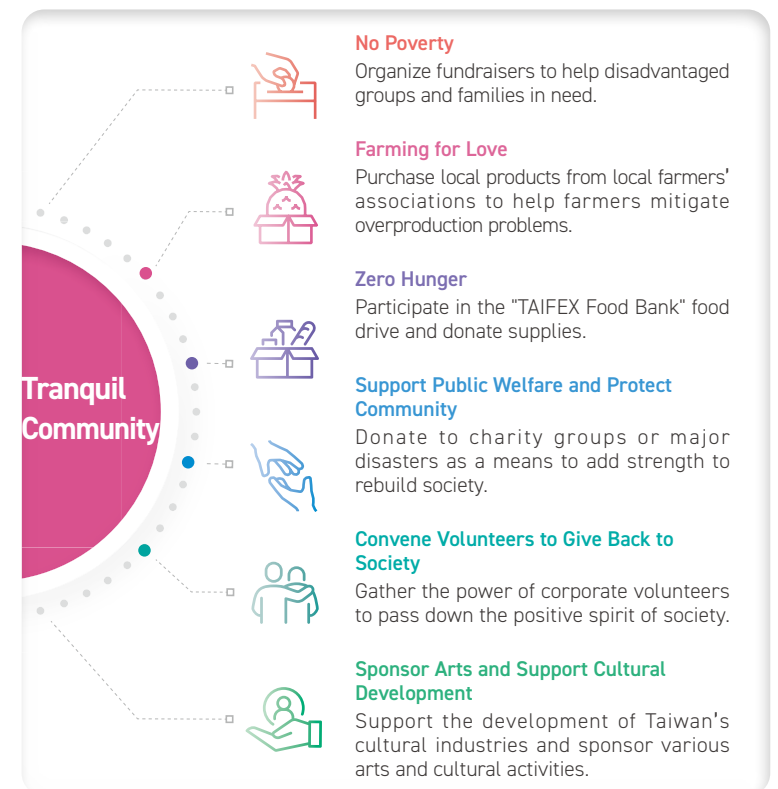 No Poverty
Organize fundraisers to help disadvantaged
groups and families in need.
Farming for Love
Purchase local products from local farmers'
associations to help farmers mitigate
overproduction problems.
Zero Hunger
Participate in the "TAIFEX Food Bank" food
drive and donate supplies.
Tranquil
Community
Support Public Welfare and Protect
Community
Donate to charity groups or major
disasters as a means to add strength to
rebuild society.
Convene Volunteers to Give Back to
Society
Gather the power of corporate volunteers
to pass down the positive spirit of society.
Sponsor Arts and Support Cultural
Development
Support the development of Taiwan's
cultural industries and sponsor various
arts and cultural activities.